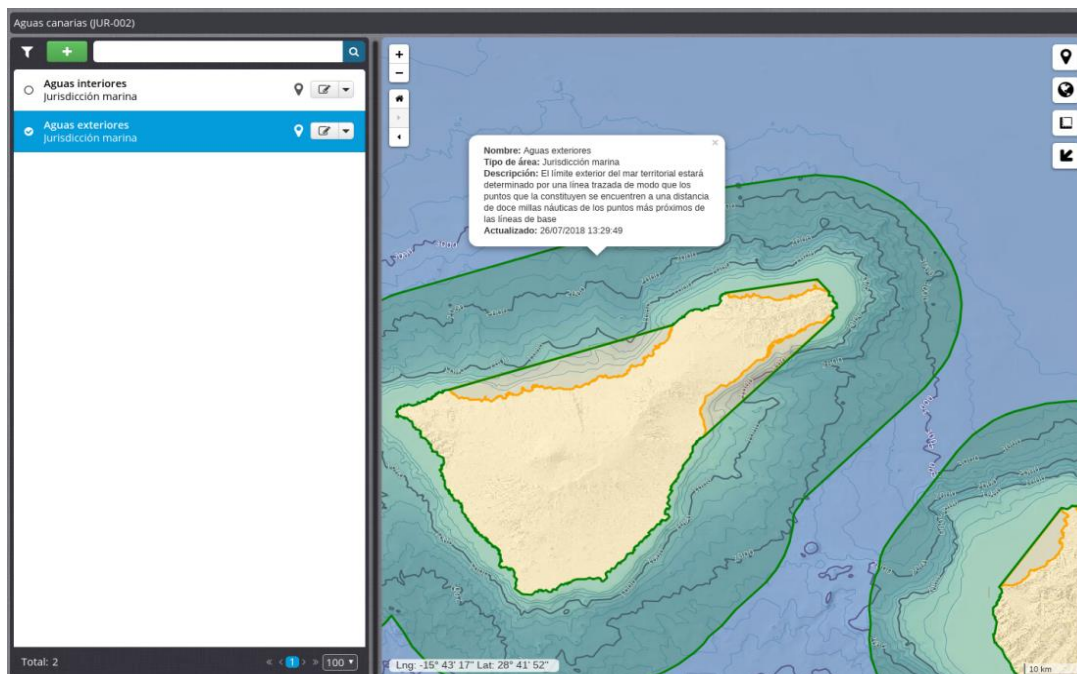 Aguas canarias (JUR-002)
Aguas interiores
Jurisdicción marina
Aguas exteriores
Jurisdicción marina
Total: 2
« < 1 > » 100
+
−
Nombre: Aguas exteriores
Tipo de área: Jurisdicción marina
Descripción: El límite exterior del mar territorial estará
determinado por una línea trazada de modo que los
puntos que la constituyen se encuentren a una distancia
de doce millas náuticas de los puntos más próximos de
las líneas de base
Actualizado: 26/07/2018 13:29:49
Lng: -15° 43' 17" Lat: 28° 41' 52"
10 km